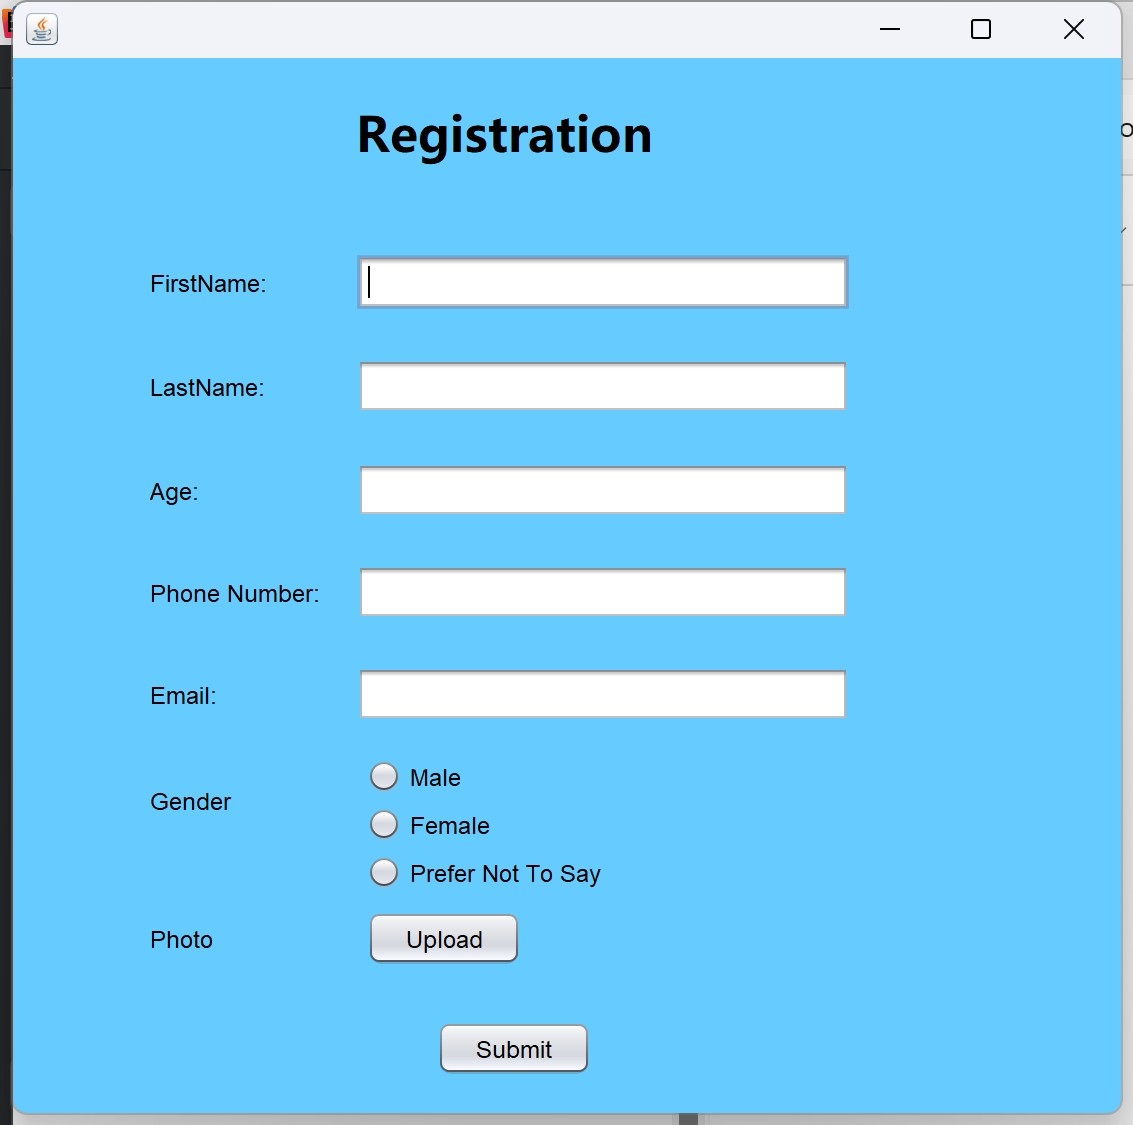 Registration
FirstName:
LastName:
Age:
Phone Number:
Email:
Gender
Male
Female
Prefer Not To Say
Photo
Upload
Submit